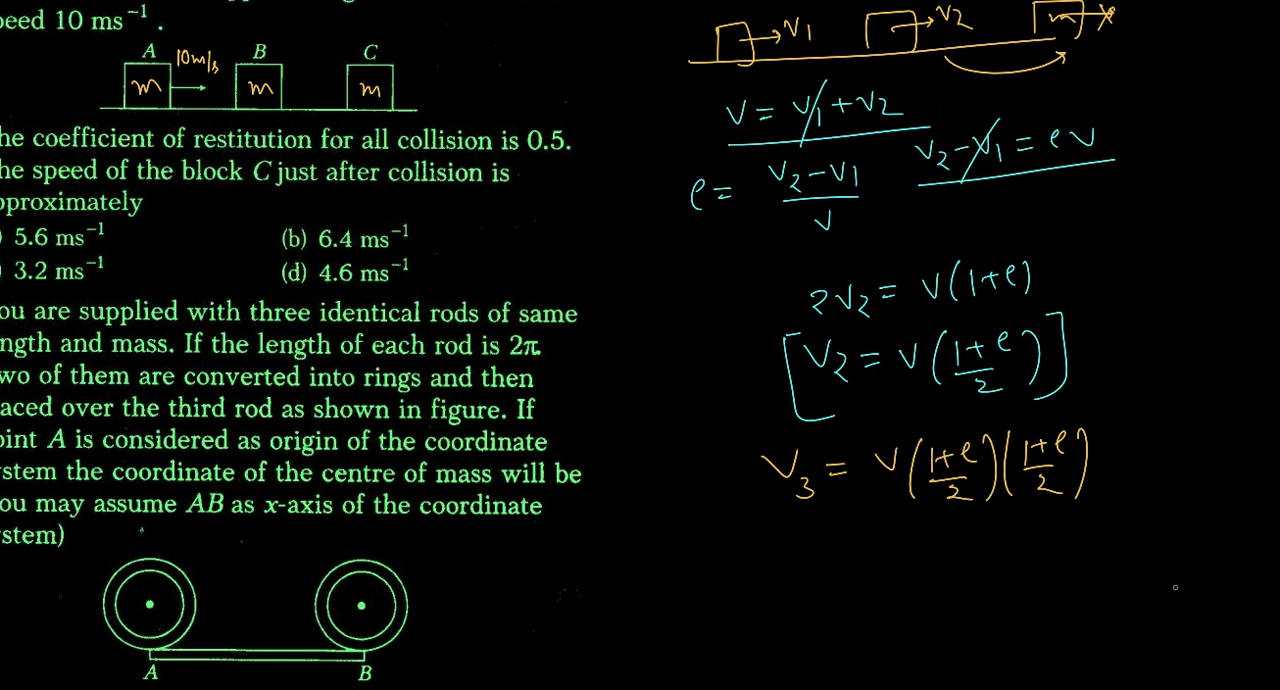 peed 10 ms⁻¹ .
A 10m/s B C
m m m
he coefficient of restitution for all collision is 0.5.
he speed of the block C just after collision is
pproximately
) 5.6 ms⁻¹ (b) 6.4 ms⁻¹
3.2 ms⁻¹ (d) 4.6 ms⁻¹
ou are supplied with three identical rods of same
ngth and mass. If the length of each rod is 2π.
wo of them are converted into rings and then
aced over the third rod as shown in figure. If
oint A is considered as origin of the coordinate
stem the coordinate of the centre of mass will be
ou may assume AB as x-axis of the coordinate
stem)
A B
→V1 →V2 m
V = V1 + V2
e = (V2 - V1)/V V2 - V1 = eV
2V2 = V(1+e)
[V2 = V((1+e)/2)]
V3 = V((1+e)/2)((1+e)/2)